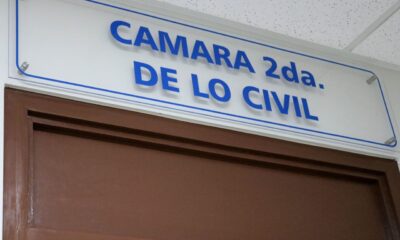 CAMARA 2da.
DE LO CIVIL